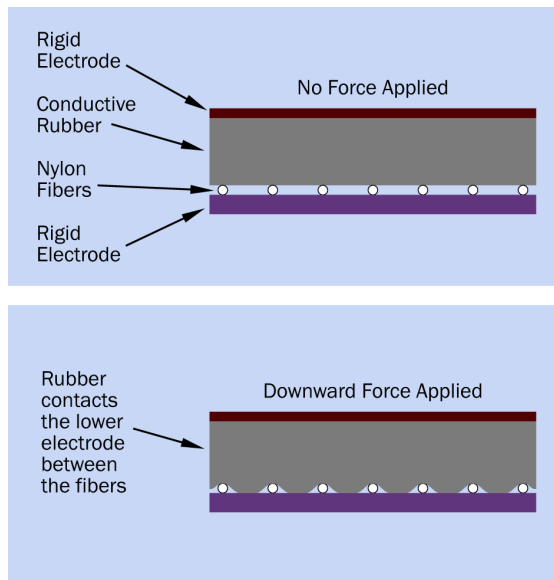 Rigid
Electrode
No Force Applied
Conductive
Rubber
Nylon
Fibers
Rigid
Electrode
Rubber
contacts
the lower
electrode
between
the fibers
Downward Force Applied